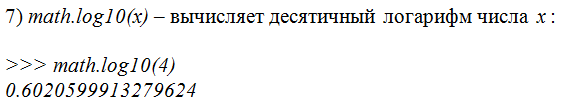 7) math.log10(x) – вычисляет десятичный логарифм числа x :
>>> math.log10(4)
0.6020599913279624